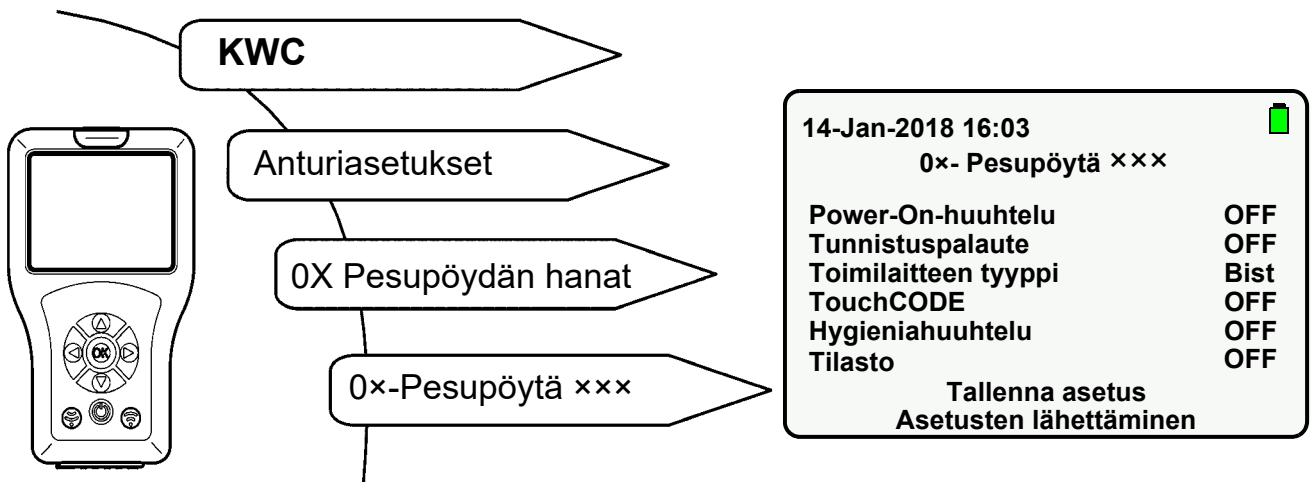 KWC
Anturiasetukset
0X Pesupöydän hanat
0×-Pesupöytä ×××
OK
14-Jan-2018 16:03
0×- Pesupöytä ×××
Power-On-huuhtelu OFF
Tunnistuspalaute OFF
Toimilaitteen tyyppi Bist
TouchCODE OFF
Hygieniahuuhtelu OFF
Tilasto OFF
Tallenna asetus
Asetusten lähettäminen